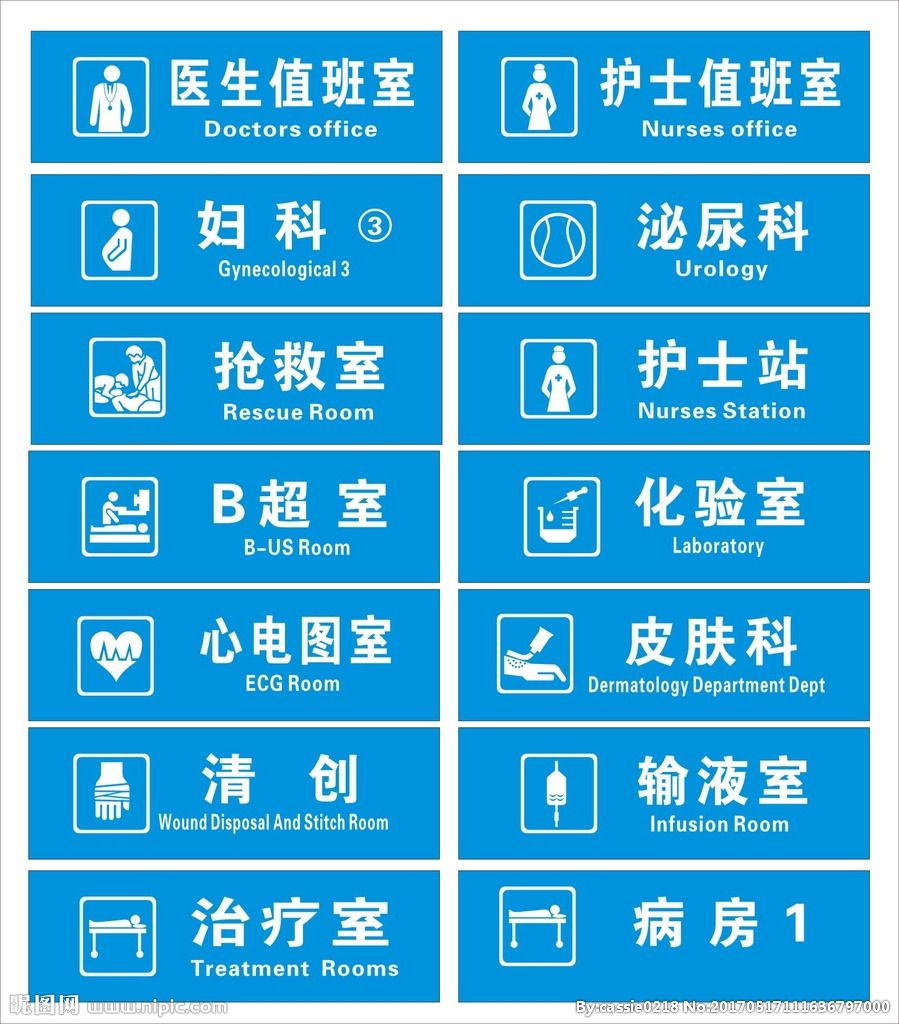 医生值班室
Doctors office
护士值班室
Nurses office
妇 科 ③
Gynecological 3
泌尿科
Urology
抢救室
Rescue Room
护士站
Nurses Station
B超 室
B-US Room
化验室
Laboratory
心电图室
ECG Room
皮肤科
Dermatology Department Dept
清 创
Wound Disposal And Stitch Room
输液室
Infusion Room
治疗室
Treatment Rooms
病 房 1
昵图网 www.nipic.com
By:cassie0218 No:20170517111636797000